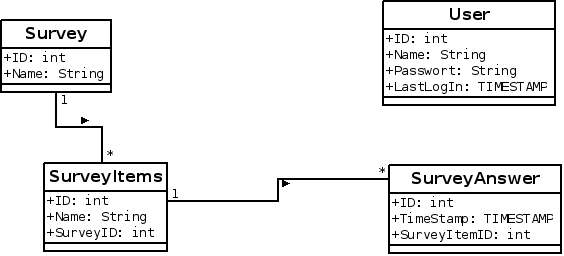 Survey
+ID: int
+Name: String
1
*
SurveyItems
+ID: int
+Name: String
+SurveyID: int
1
*
User
+ID: int
+Name: String
+Passwort: String
+LastLogIn: TIMESTAMP
SurveyAnswer
+ID: int
+TimeStamp: TIMESTAMP
+SurveyItemID: int